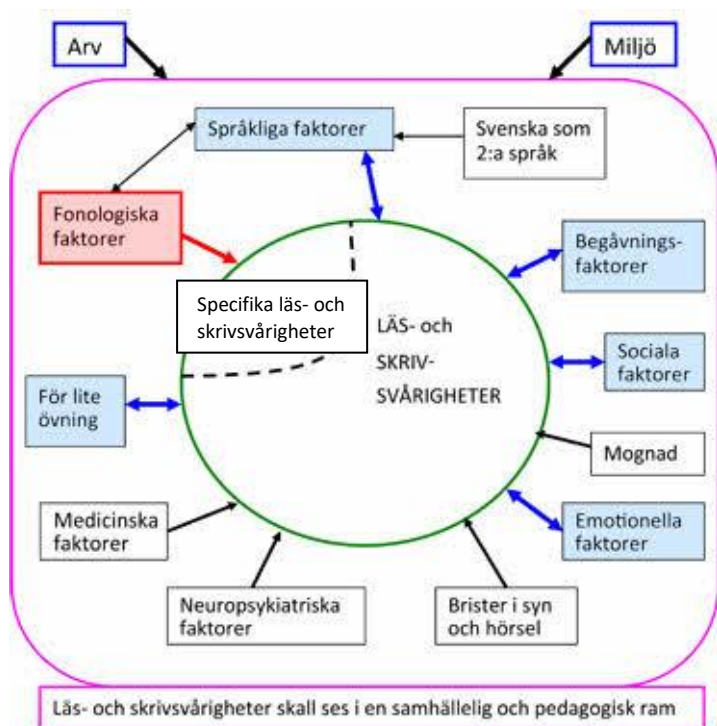 Arv
Miljö
Språkliga faktorer
Svenska som
2:a språk
Fonologiska
faktorer
Begåvnings-
faktorer
Specifika läs- och
skrivsvårigheter
LÄS- och
SKRIV-
SVÅRIGHETER
Sociala
faktorer
För lite
övning
Mognad
Medicinska
faktorer
Emotionella
faktorer
Neuropsykiatriska
faktorer
Brister i syn
och hörsel
Läs- och skrivsvårigheter skall ses i en samhällelig och pedagogisk ram